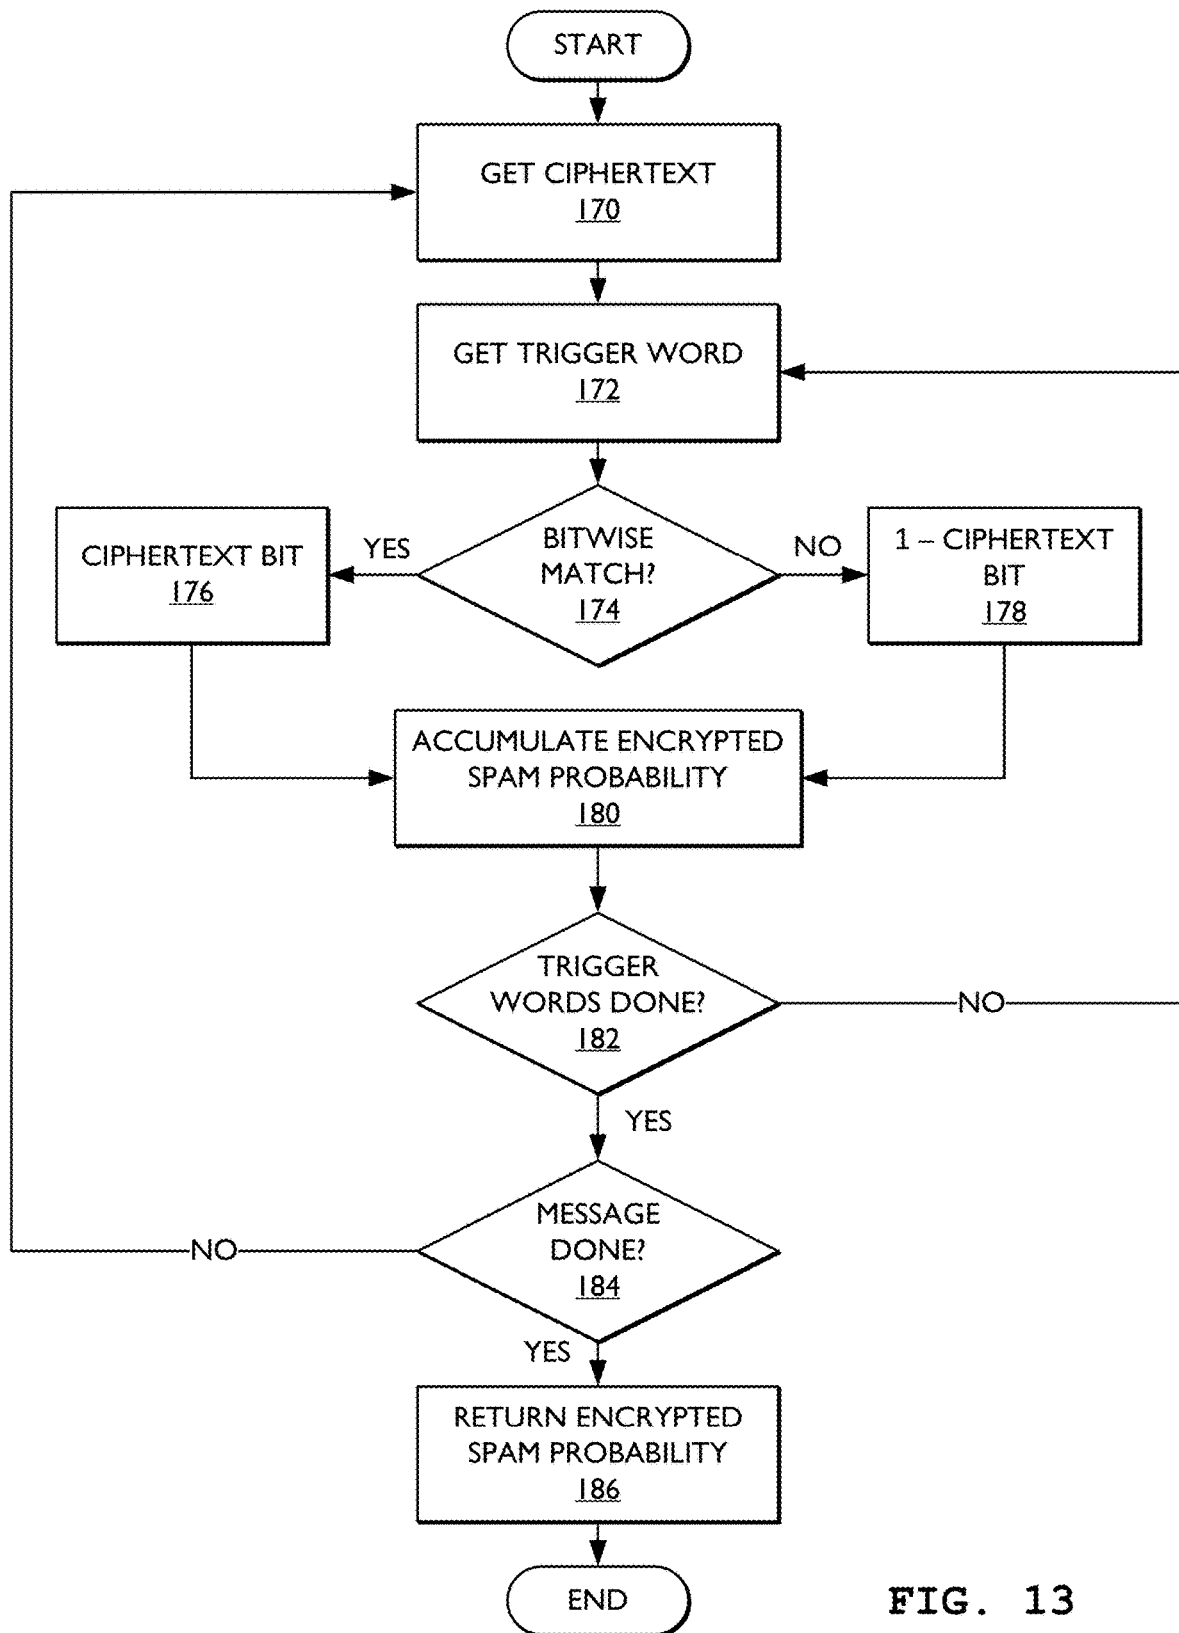 START
GET CIPHERTEXT
170
GET TRIGGER WORD
172
CIPHERTEXT BIT
176
YES
BITWISE
MATCH?
174
NO
1 – CIPHERTEXT
BIT
178
ACCUMULATE ENCRYPTED
SPAM PROBABILITY
180
TRIGGER
WORDS DONE?
182
NO
YES
MESSAGE
DONE?
184
NO
YES
RETURN ENCRYPTED
SPAM PROBABILITY
186
END
FIG. 13